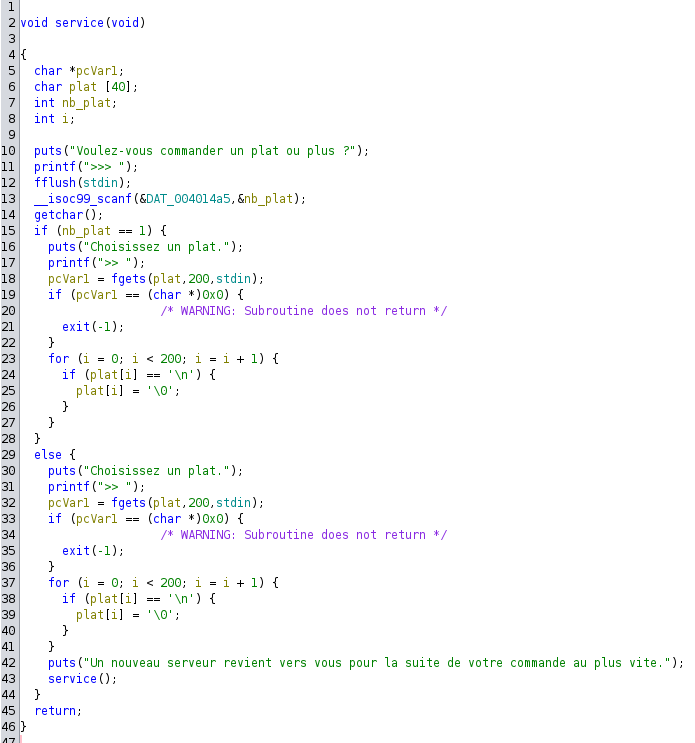 1
2 void service(void)
3
4 {
5   char *pcVar1;
6   char plat [40];
7   int nb_plat;
8   int i;
9
10   puts("Voulez-vous commander un plat ou plus ?");
11   printf(">>> ");
12   fflush(stdin);
13   __isoc99_scanf(&DAT_004014a5,&nb_plat);
14   getchar();
15   if (nb_plat == 1) {
16     puts("Choisissez un plat.");
17     printf(">> ");
18     pcVar1 = fgets(plat,200,stdin);
19     if (pcVar1 == (char *)0x0) {
20                     /* WARNING: Subroutine does not return */
21       exit(-1);
22     }
23     for (i = 0; i < 200; i = i + 1) {
24       if (plat[i] == '\n') {
25         plat[i] = '\0';
26       }
27     }
28   }
29   else {
30     puts("Choisissez un plat.");
31     printf(">> ");
32     pcVar1 = fgets(plat,200,stdin);
33     if (pcVar1 == (char *)0x0) {
34                     /* WARNING: Subroutine does not return */
35       exit(-1);
36     }
37     for (i = 0; i < 200; i = i + 1) {
38       if (plat[i] == '\n') {
39         plat[i] = '\0';
40       }
41     }
42     puts("Un nouveau serveur revient vers vous pour la suite de votre commande au plus vite.");
43     service();
44   }
45   return;
46 }
47